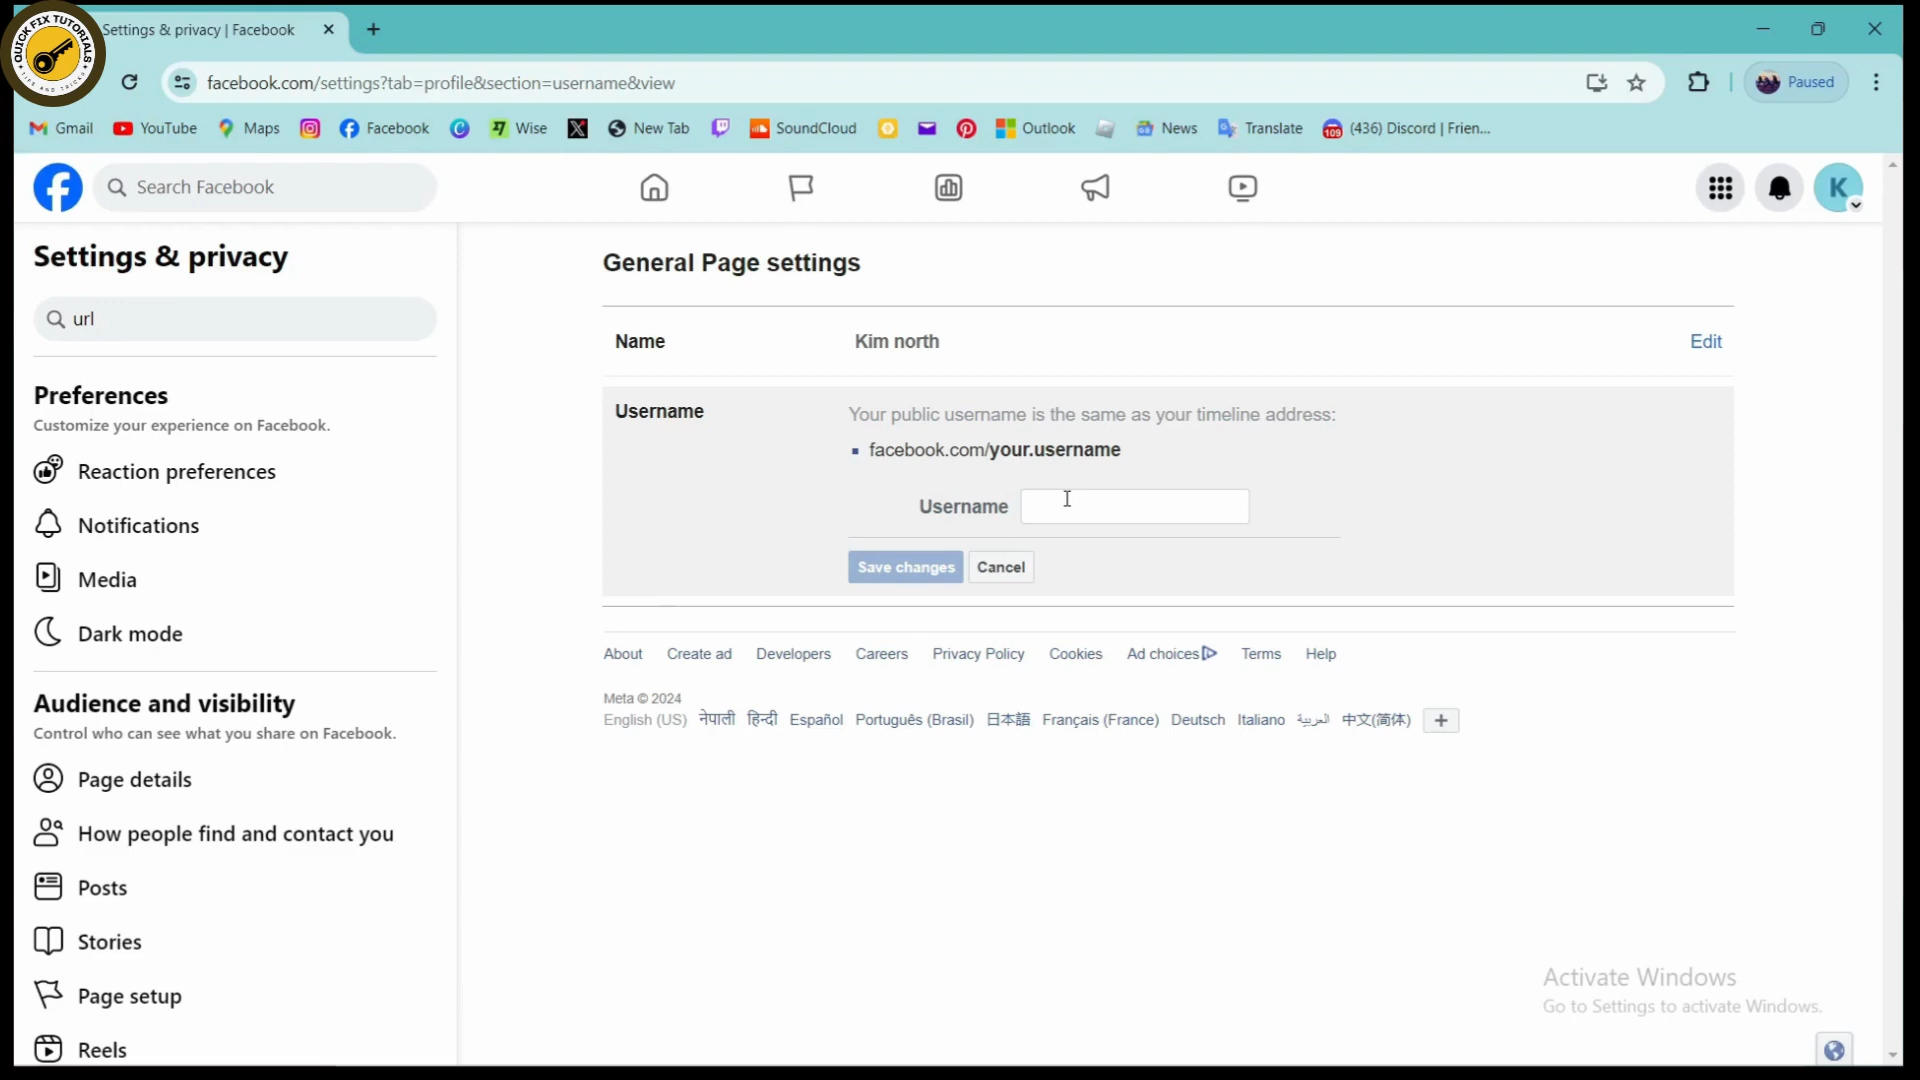 QUICK FIX TUTORIALS
TIPS AND TRICKS
Settings & privacy | Facebook
facebook.com/settings?tab=profile&section=username&view
Paused
Gmail YouTube Maps Facebook Wise New Tab SoundCloud Outlook News Translate 109 (436) Discord | Frien...
Search Facebook
K
Settings & privacy
url
Preferences
Customize your experience on Facebook.
Reaction preferences
Notifications
Media
Dark mode
Audience and visibility
Control who can see what you share on Facebook.
Page details
How people find and contact you
Posts
Stories
Page setup
Reels
General Page settings
Name Kim north Edit
Username Your public username is the same as your timeline address:
facebook.com/your.username
Username
Save changes Cancel
About Create ad Developers Careers Privacy Policy Cookies Ad choices Terms Help
Meta © 2024
English (US) नेपाली हिन्दी Español Português (Brasil) 日本語 Français (France) Deutsch Italiano العربية 中文(简体)
Activate Windows
Go to Settings to activate Windows.